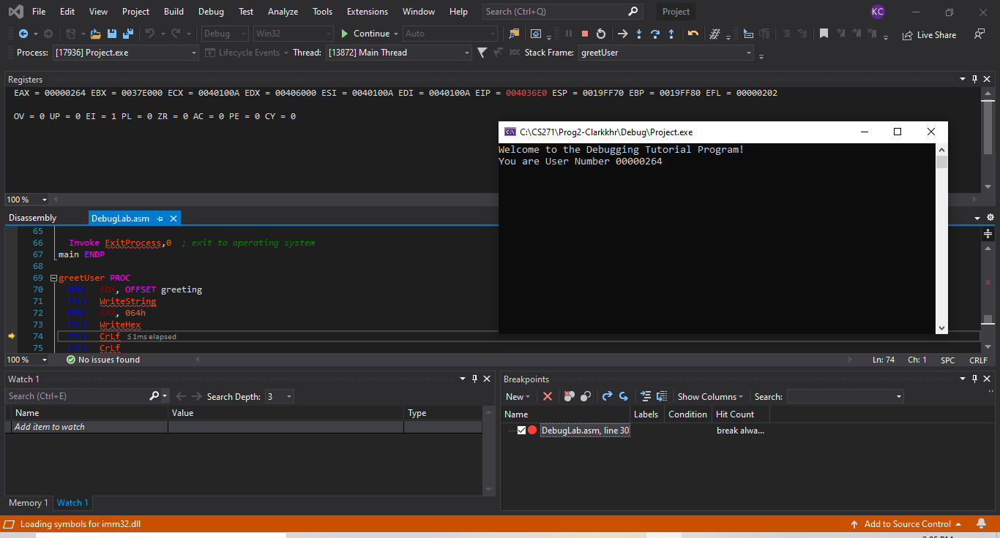 File Edit View Project Build Debug Test Analyze Tools Extensions Window Help Search (Ctrl+Q) Project KC
Debug Win32 Continue Auto Live Share
Process: [17936] Project.exe Lifecycle Events Thread: [13872] Main Thread Stack Frame: greetUser
Registers
EAX = 00000264 EBX = 0037E000 ECX = 0040100A EDX = 00406000 ESI = 0040100A EDI = 0040100A EIP = 004036E0 ESP = 0019FF70 EBP = 0019FF80 EFL = 00000202
OV = 0 UP = 0 EI = 1 PL = 0 ZR = 0 AC = 0 PE = 0 CY = 0
C:\CS271\Prog2-Clarkkhr\Debug\Project.exe
Welcome to the Debugging Tutorial Program!
You are User Number 00000264
100 %
Disassembly DebugLab.asm
65
66 Invoke ExitProcess,0 ; exit to operating system
67 main ENDP
68
69 greetUser PROC
70 MOV EDX, OFFSET greeting
71 CALL WriteString
72 MOV EAX, 064h
73 CALL WriteHex
74 CALL CrLf ≤1ms elapsed
75 CALL CrLf
100 % No issues found Ln: 74 Ch: 1 SPC CRLF
Watch 1
Search (Ctrl+E) Search Depth: 3
Name Value Type
Add item to watch
Memory 1 Watch 1
Breakpoints
New Show Columns Search:
Name Labels Condition Hit Count
DebugLab.asm, line 30 break alwa...
Loading symbols for imm32.dll Add to Source Control